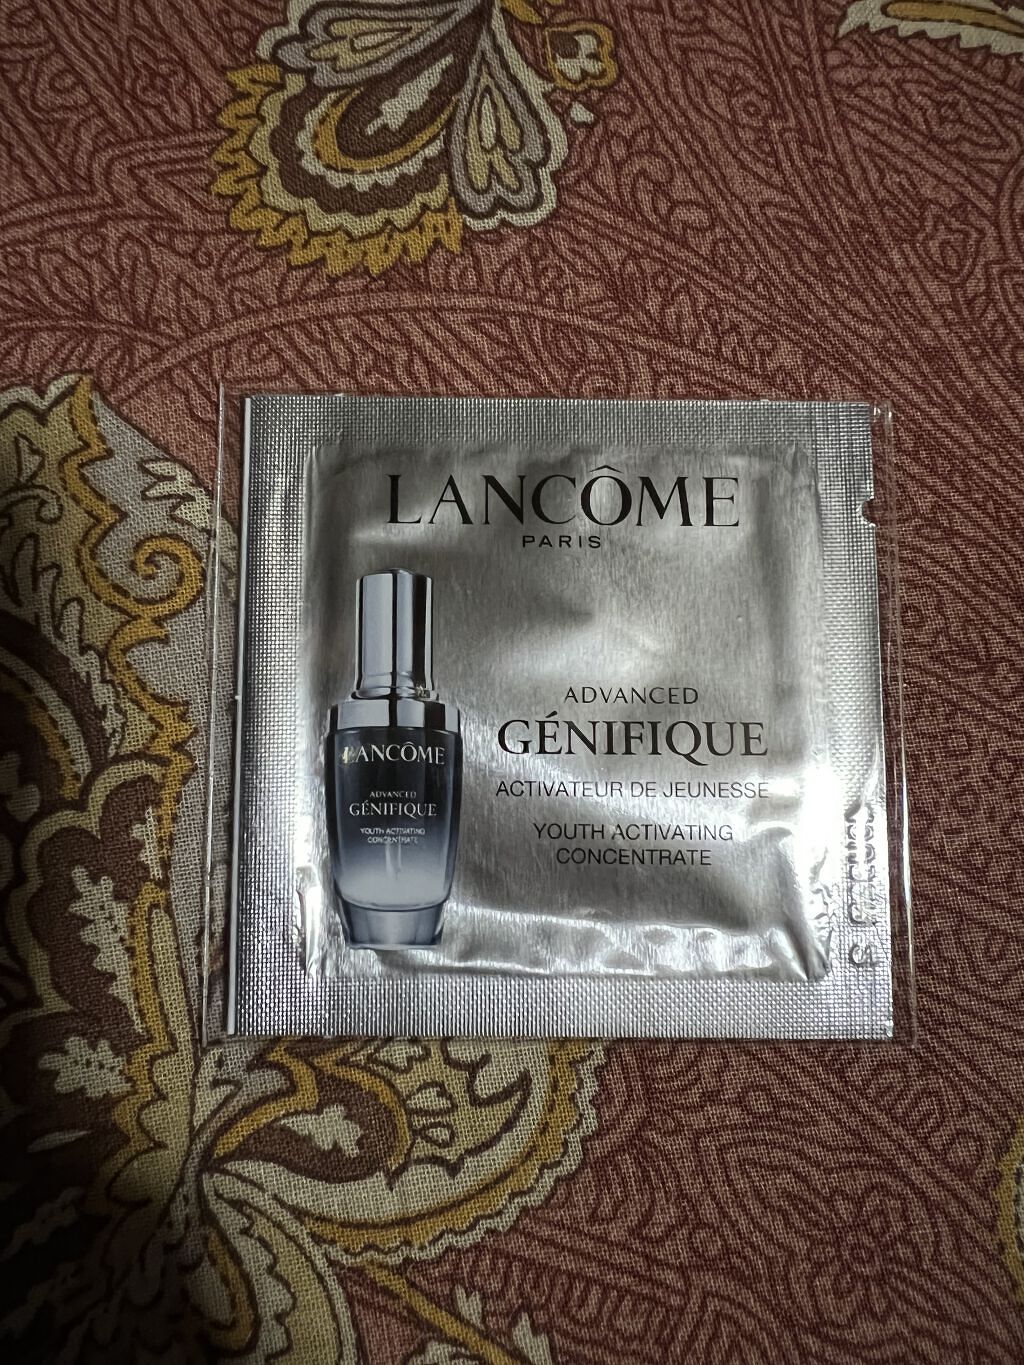 LANCÔME
PARIS
ADVANCED
GÉNIFIQUE
ACTIVATEUR DE JEUNESSE
YOUTH ACTIVATING
CONCENTRATE
LANCÔME
ADVANCED
GÉNIFIQUE
YOUTH ACTIVATING
CONCENTRATE